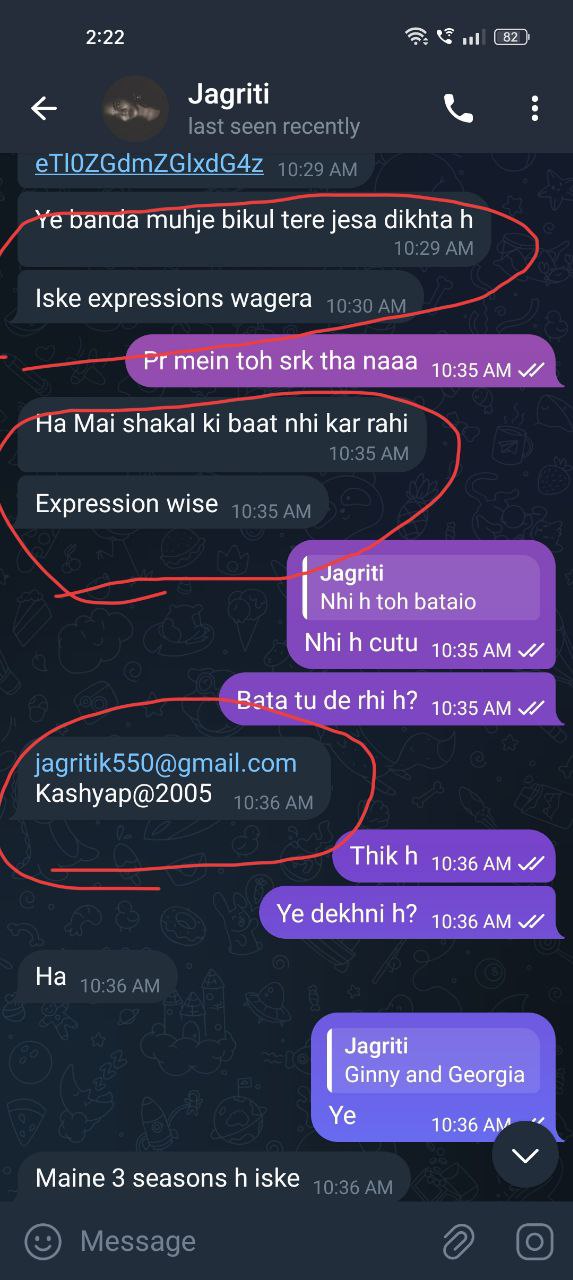 2:22
82
Jagriti
last seen recently
eTl0ZGdmZGlxdG4z 10:29 AM
Ye banda muhje bikul tere jesa dikhta h
10:29 AM
Iske expressions wagera 10:30 AM
Pr mein toh srk tha naaa 10:35 AM
Ha Mai shakal ki baat nhi kar rahi
10:35 AM
Expression wise 10:35 AM
Jagriti
Nhi h toh bataio
Nhi h cutu 10:35 AM
Bata tu de rhi h? 10:35 AM
jagritik550@gmail.com
Kashyap@2005 10:36 AM
Thik h 10:36 AM
Ye dekhni h? 10:36 AM
Ha 10:36 AM
Jagriti
Ginny and Georgia
Ye 10:36 AM
Maine 3 seasons h iske 10:36 AM
Message